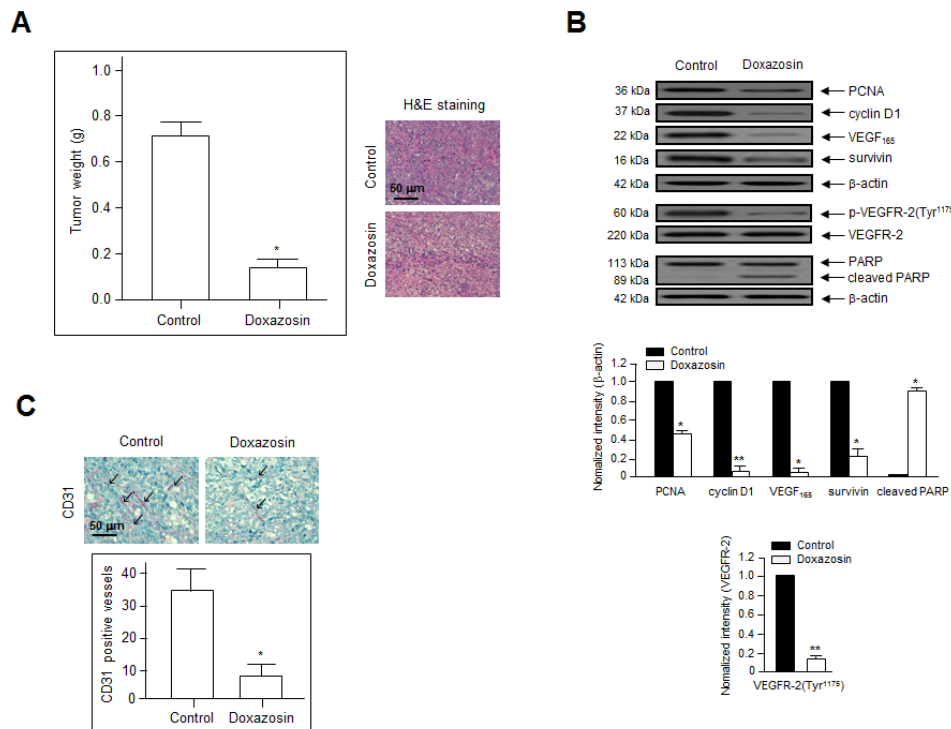 A
1.0
0.8
0.6
0.4
0.2
0.0
Tumor weight (g)
*
Control
Doxazosin
H&E staining
Control
50 μm
Doxazosin
B
Control
Doxazosin
36 kDa
PCNA
37 kDa
cyclin D1
22 kDa
VEGF₁₆₅
16 kDa
survivin
42 kDa
β-actin
60 kDa
p-VEGFR-2(Tyr¹¹⁷⁵
220 kDa
VEGFR-2
113 kDa
PARP
89 kDa
cleaved PARP
42 kDa
β-actin
Control
Doxazosin
Nomalized intensity (β-actin)
1.2
1.0
0.8
0.4
0.2
0
*
**
*
*
*
PCNA
cyclin D1
VEGF₁₆₅
survivin
cleaved PARP
Control
Doxazosin
Nomalized intensity (VEGFR-2)
1.2
1.0
0.8
0.6
0.4
0.2
0
**
VEGFR-2(Tyr¹¹⁷⁵)
C
Control
Doxazosin
CD31
50 μm
CD31 positive vessels
40
30
20
10
0
*
Control
Doxazosin